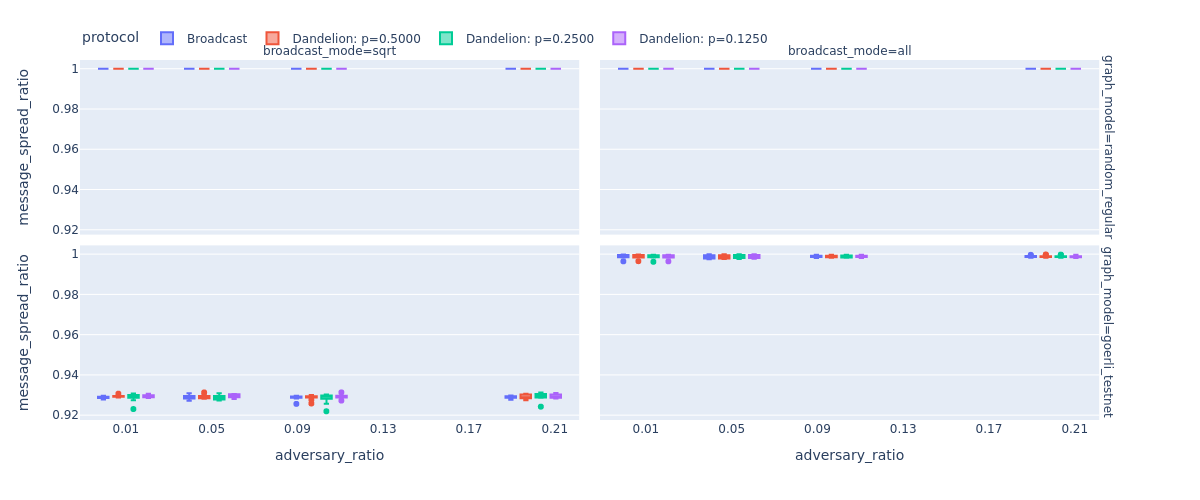 protocol Broadcast Dandelion: p=0.5000 Dandelion: p=0.2500 Dandelion: p=0.1250
broadcast_mode=sqrt broadcast_mode=all
message_spread_ratio
1
0.98
0.96
0.94
0.92
graph_model=random_regular
message_spread_ratio
1
0.98
0.96
0.94
0.92
graph_model=goerli_testnet
0.01 0.05 0.09 0.13 0.17 0.21 0.01 0.05 0.09 0.13 0.17 0.21
adversary_ratio adversary_ratio